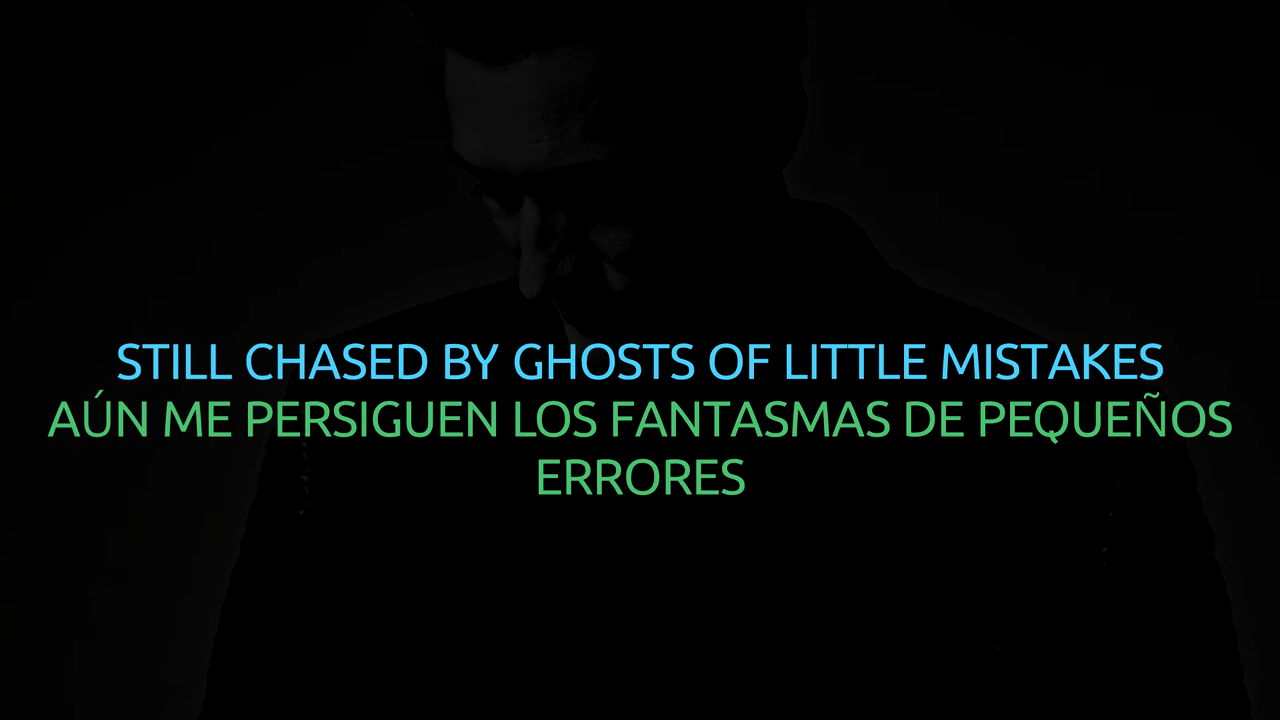 STILL CHASED BY GHOSTS OF LITTLE MISTAKES
AÚN ME PERSIGUEN LOS FANTASMAS DE PEQUEÑOS
ERRORES